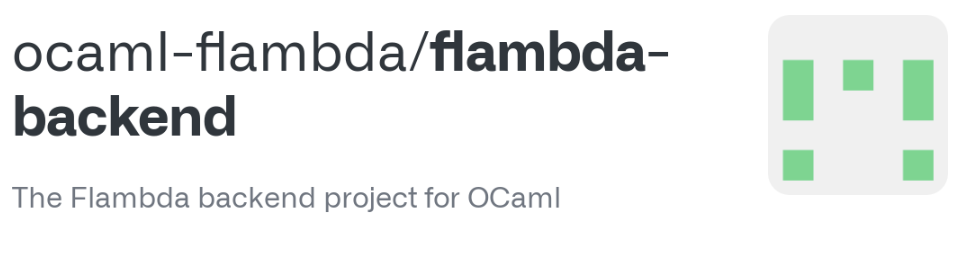 ocaml-flambda/flambda-
backend
The Flambda backend project for OCaml